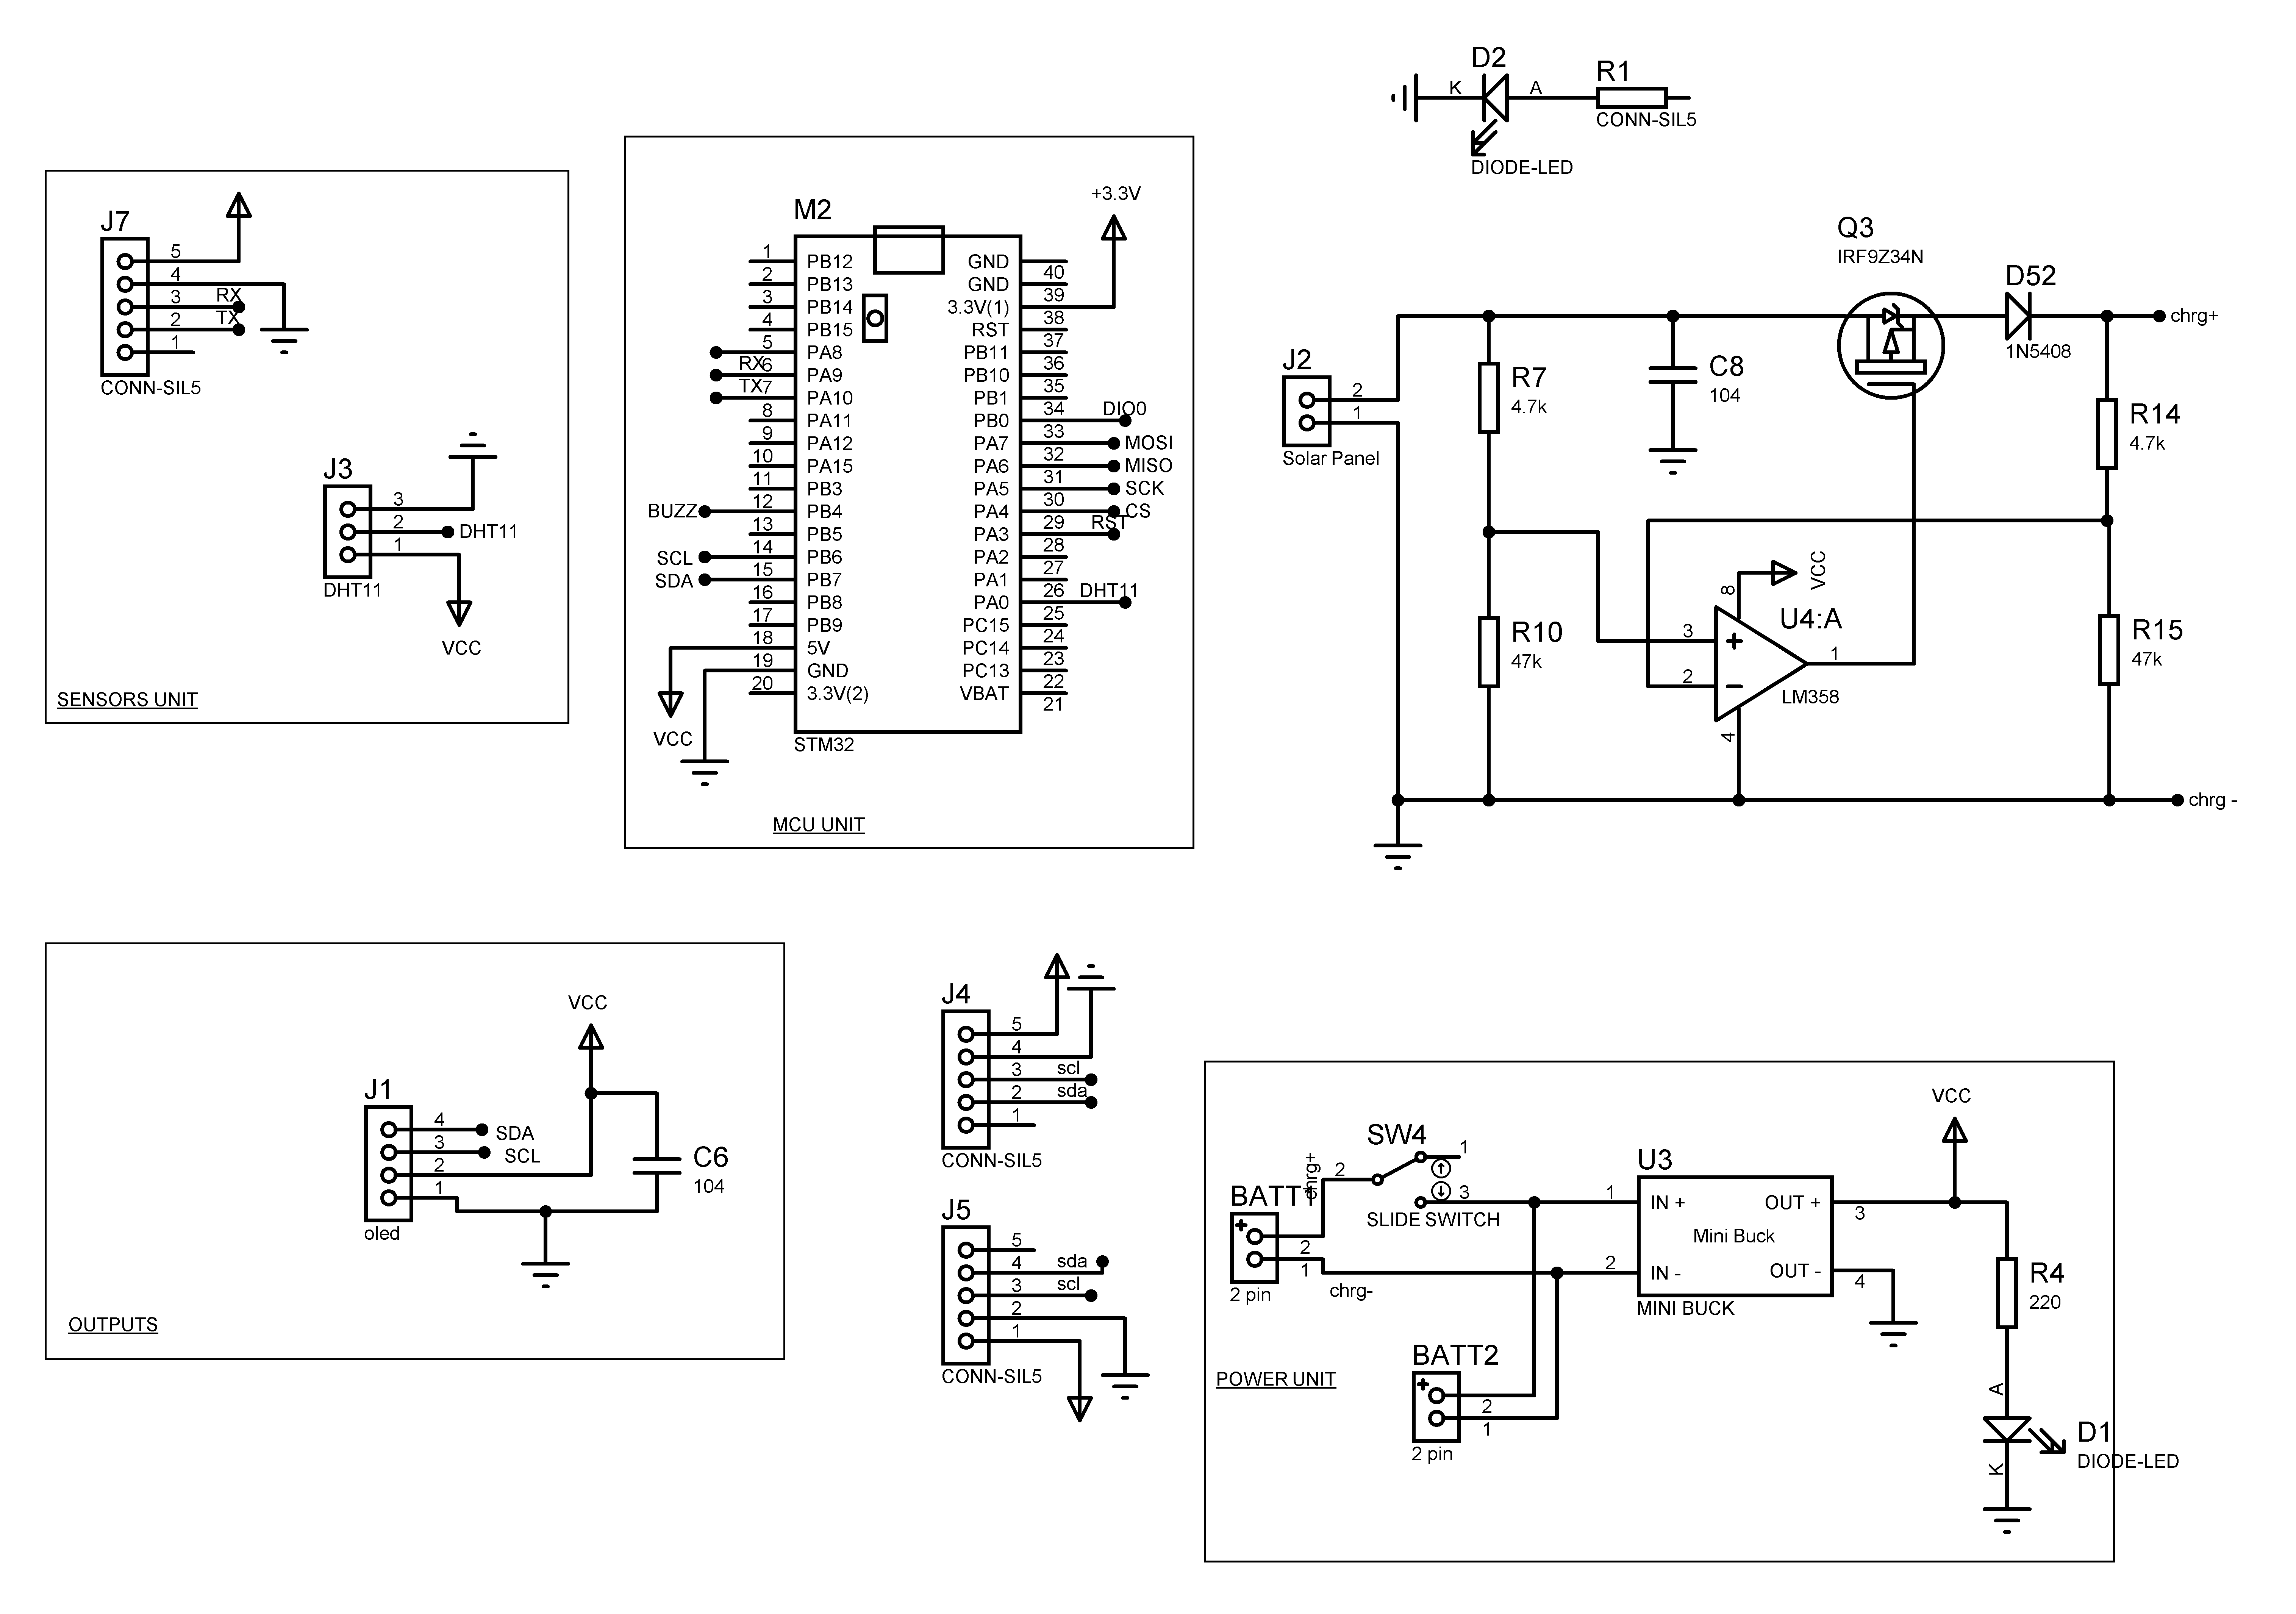 D2
K
A
DIODE-LED
R1
CONN-SIL5
J7
5
4
3
RX
2
TX
1
CONN-SIL5
J3
3
2
DHT11
1
DHT11
VCC
SENSORS UNIT
M2
+3.3V
1 PB12
2 PB13
3 PB14
4 PB15
5 PA8
RX 6 PA9
TX 7 PA10
8 PA11
9 PA12
10 PA15
11 PB3
BUZZ 12 PB4
13 PB5
SCL 14 PB6
SDA 15 PB7
16 PB8
17 PB9
18 5V
19 GND
20 3.3V(2)
GND 40
GND 39
3.3V(1) 38
RST 37
PB11 36
PB10 35
PB1 34
PB0 33 DIO0
PA7 32 MOSI
PA6 31 MISO
PA5 30 SCK
PA4 29 CS
PA3 28 RST
PA2 27
PA1 26
PA0 25 DHT11
PC15 24
PC14 23
PC13 22
VBAT 21
VCC
STM32
MCU UNIT
Q3
IRF9Z34N
D52
1N5408
chrg+
J2
2
1
Solar Panel
R7
4.7k
C8
104
R14
4.7k
VCC
8
U4:A
R10
47k
3
2
1
4
LM358
R15
47k
chrg -
VCC
J1
4
SDA
3
SCL
2
1
oled
C6
104
OUTPUTS
J4
5
4
3 scl
2 sda
1
CONN-SIL5
J5
5
4 sda
3 scl
2
1
CONN-SIL5
SW4
1
2
3
SLIDE SWITCH
chrg+
BATT1
2
1
2 pin
chrg-
BATT2
2
1
2 pin
POWER UNIT
U3
1 IN + OUT + 3
Mini Buck
2 IN - OUT - 4
MINI BUCK
VCC
R4
220
A
K
D1
DIODE-LED